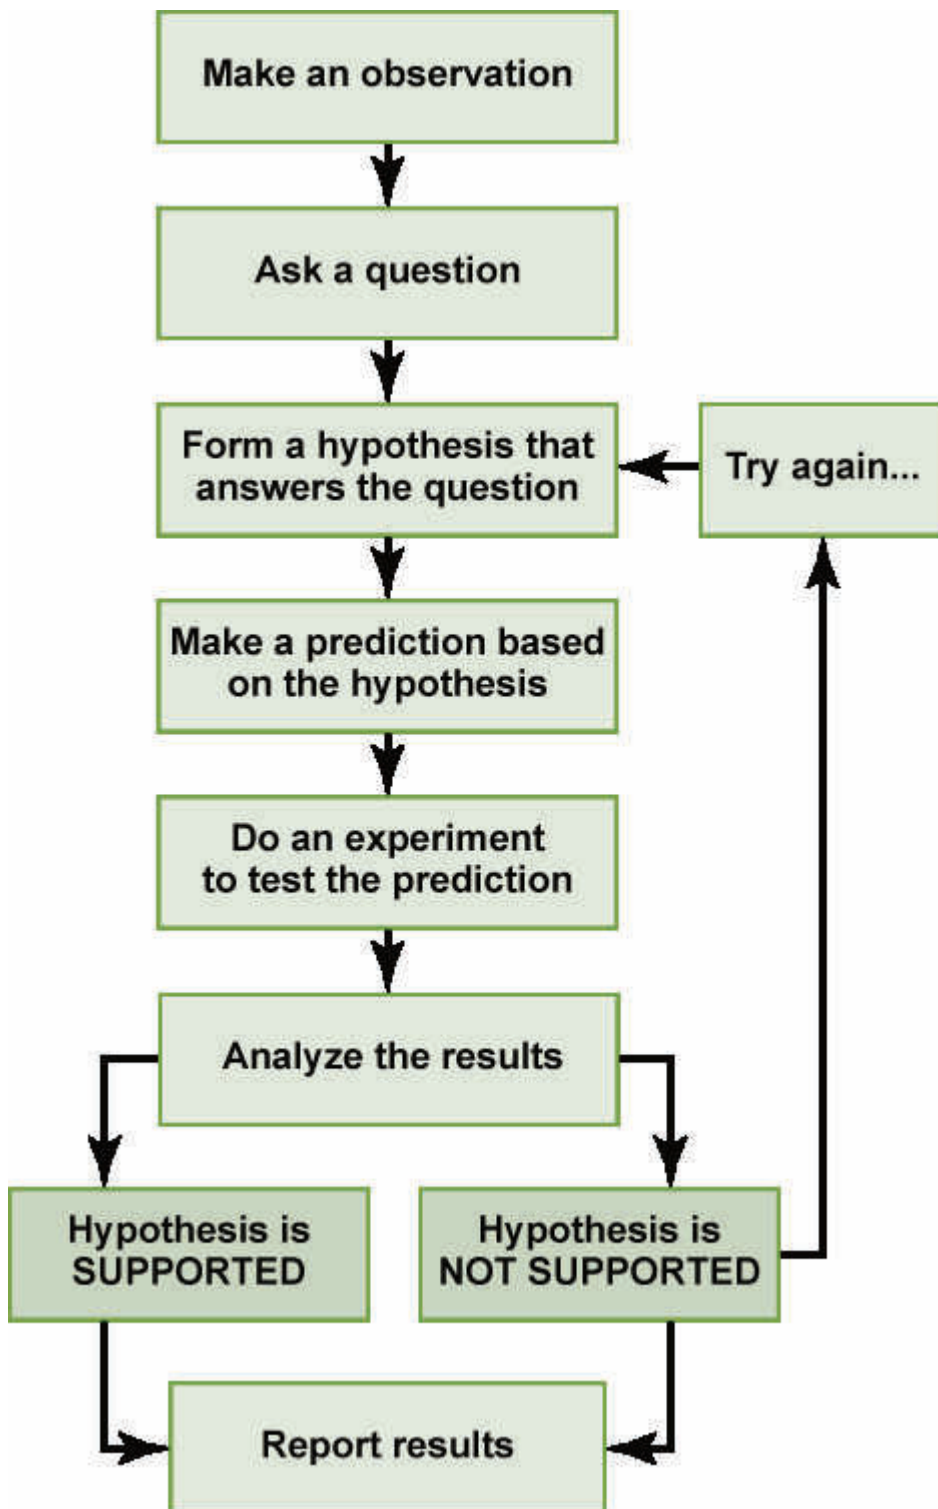 Make an observation
Ask a question
Form a hypothesis that
answers the question
Try again...
Make a prediction based
on the hypothesis
Do an experiment
to test the prediction
Analyze the results
Hypothesis is
SUPPORTED
Hypothesis is
NOT SUPPORTED
Report results